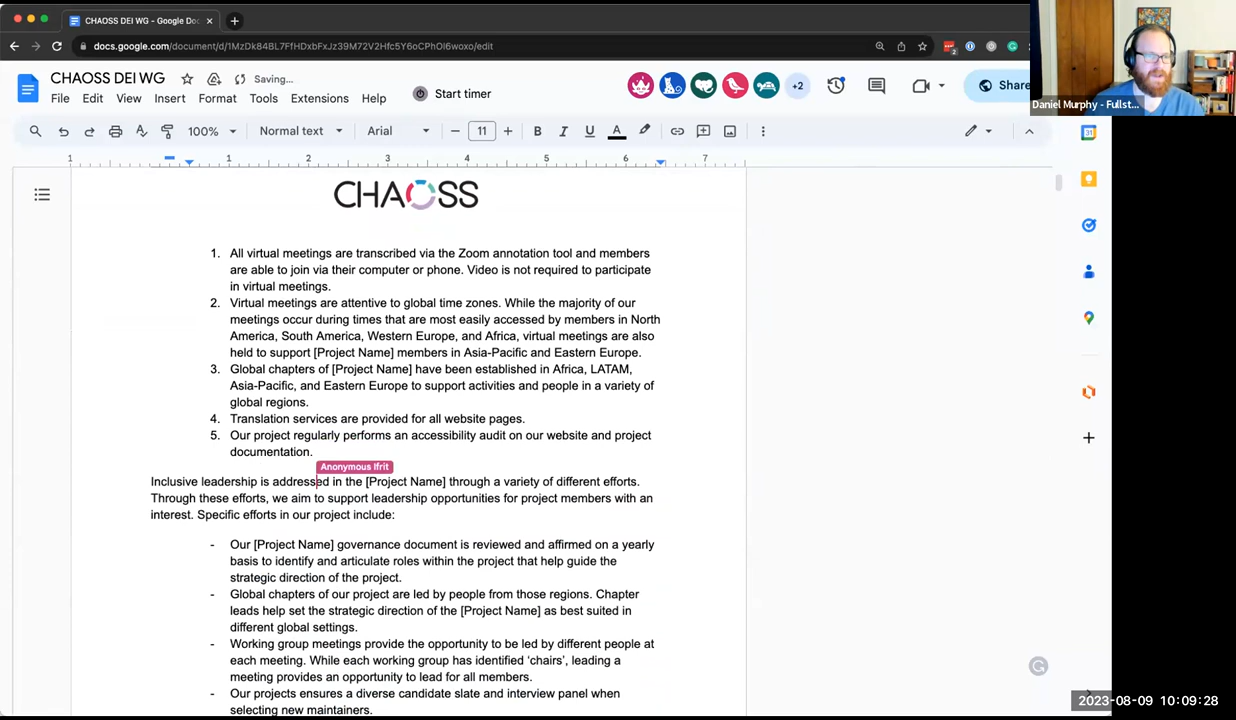 CHAOSS DEI WG - Google Doc
docs.google.com/document/d/1MzDk84BL7FfHDxbFxJz39M72V2Hfc5Y6oCPhOl6woxo/edit
Daniel Murphy - Fullst...
CHAOSS DEI WG
Saving...
File Edit View Insert Format Tools Extensions Help
Start timer
+2
Share
100%
Normal text
Arial
11
B I U A
1 1 2 3 4 5 6 7
CHAOSS
1. All virtual meetings are transcribed via the Zoom annotation tool and members
are able to join via their computer or phone. Video is not required to participate
in virtual meetings.
2. Virtual meetings are attentive to global time zones. While the majority of our
meetings occur during times that are most easily accessed by members in North
America, South America, Western Europe, and Africa, virtual meetings are also
held to support [Project Name] members in Asia-Pacific and Eastern Europe.
3. Global chapters of [Project Name] have been established in Africa, LATAM,
Asia-Pacific, and Eastern Europe to support activities and people in a variety of
global regions.
4. Translation services are provided for all website pages.
5. Our project regularly performs an accessibility audit on our website and project
documentation.
Anonymous Ifrit
Inclusive leadership is addressed in the [Project Name] through a variety of different efforts.
Through these efforts, we aim to support leadership opportunities for project members with an
interest. Specific efforts in our project include:
- Our [Project Name] governance document is reviewed and affirmed on a yearly
basis to identify and articulate roles within the project that help guide the
strategic direction of the project.
- Global chapters of our project are led by people from those regions. Chapter
leads help set the strategic direction of the [Project Name] as best suited in
different global settings.
- Working group meetings provide the opportunity to be led by different people at
each meeting. While each working group has identified ‘chairs’, leading a
meeting provides an opportunity to lead for all members.
- Our projects ensures a diverse candidate slate and interview panel when
selecting new maintainers.
2023-08-09 10:09:28